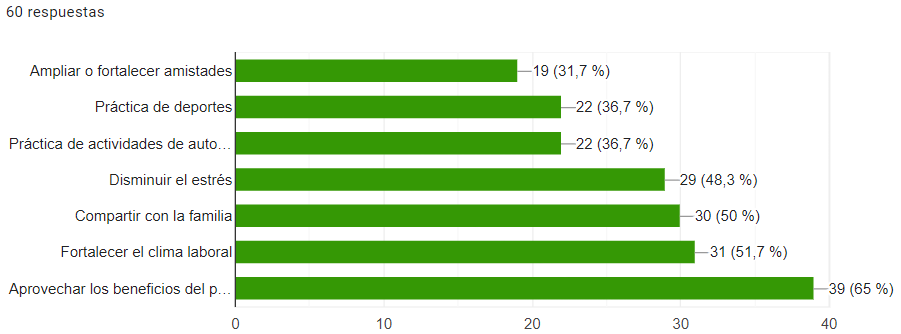 60 respuestas
Ampliar o fortalecer amistades 19 (31,7 %)
Práctica de deportes 22 (36,7 %)
Práctica de actividades de auto… 22 (36,7 %)
Disminuir el estrés 29 (48,3 %)
Compartir con la familia 30 (50 %)
Fortalecer el clima laboral 31 (51,7 %)
Aprovechar los beneficios del p… 39 (65 %)
0 10 20 30 40